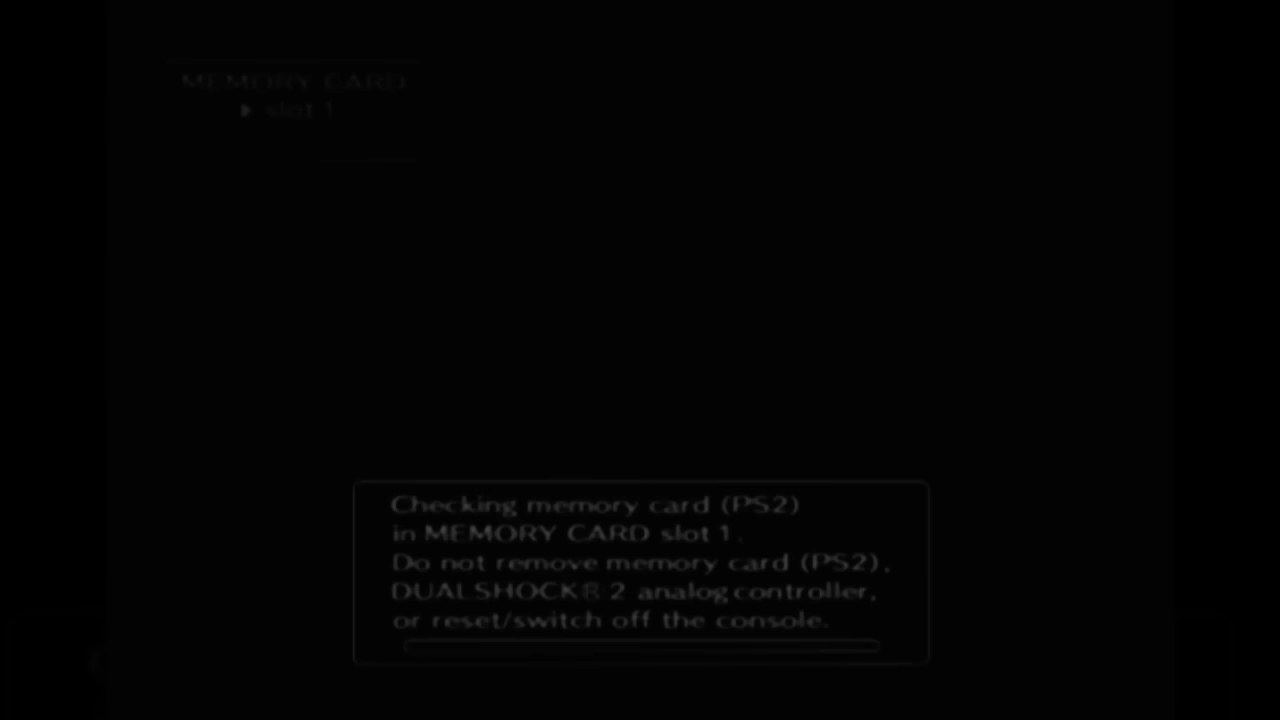 MEMORY CARD
slot 1
Checking memory card (PS2)
in MEMORY CARD slot 1.
Do not remove memory card (PS2),
DUALSHOCK® 2 analog controller,
or reset/switch off the console.